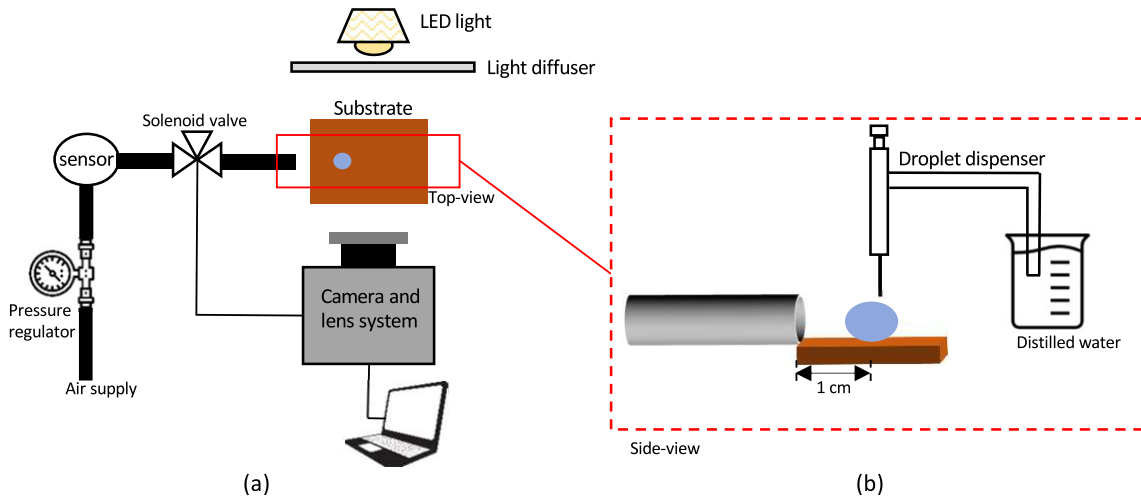 LED light
Light diffuser
Substrate
Solenoid valve
sensor
Top-view
Pressure
regulator
Camera and
lens system
Air supply
(a)
Droplet dispenser
Distilled water
1 cm
Side-view
(b)